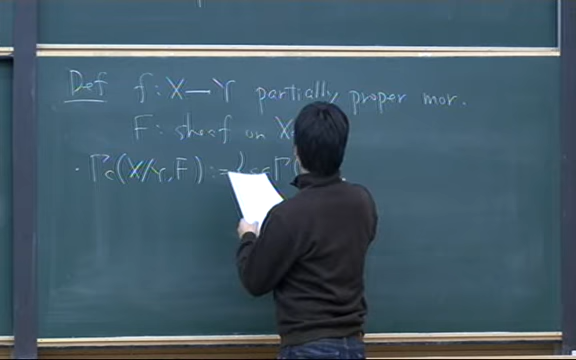 Def f: X — Y partially proper mor.
F: sheaf on X
· Γc(X/Y, F) := {s ∈ Γ(